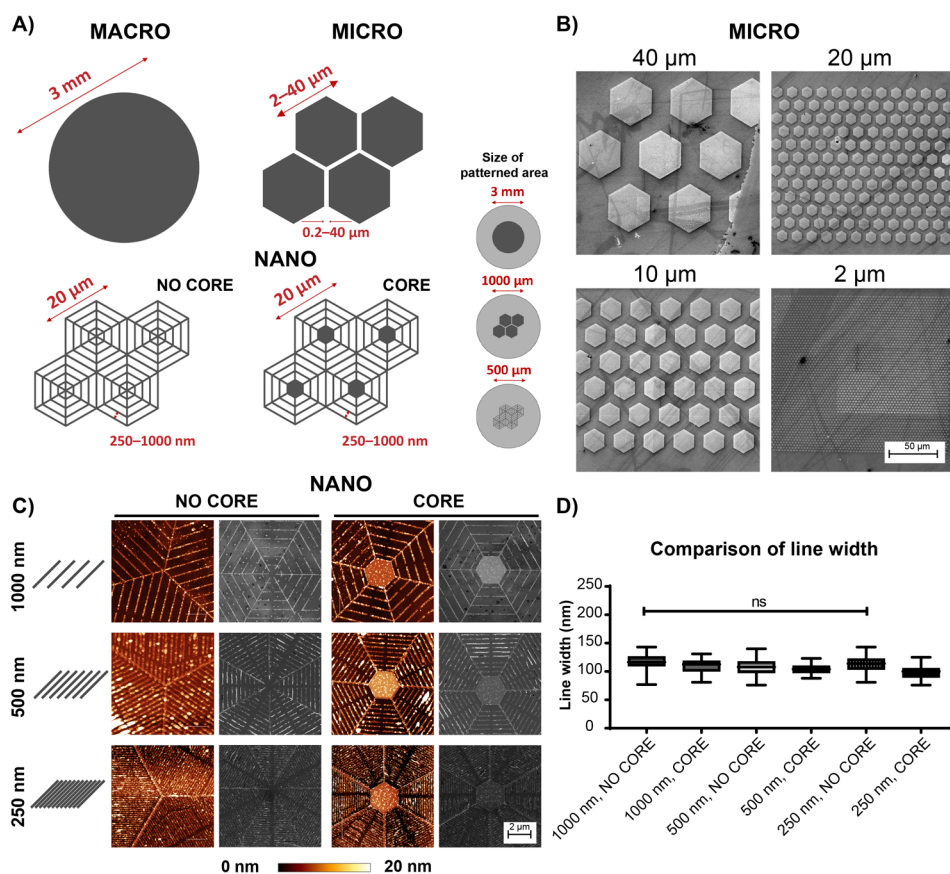 A)
MACRO
MICRO
3 mm
2–40 µm
0.2–40 µm
Size of
patterned area
3 mm
1000 µm
500 µm
NANO
20 µm
NO CORE
250–1000 nm
20 µm
CORE
250–1000 nm
B)
MICRO
40 µm
20 µm
10 µm
2 µm
50 µm
C)
NANO
NO CORE
CORE
1000 nm
500 nm
250 nm
2 µm
0 nm
20 nm
D)
Comparison of line width
Line width (nm)
250
200
150
100
50
0
ns
1000 nm, NO CORE
1000 nm, CORE
500 nm, NO CORE
500 nm, CORE
250 nm, NO CORE
250 nm, CORE